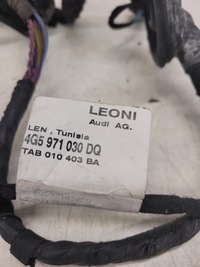 LEONI
Audi AG.
LEN , Tunisia
4G5 971 030 DQ
TAB 010 403 BA